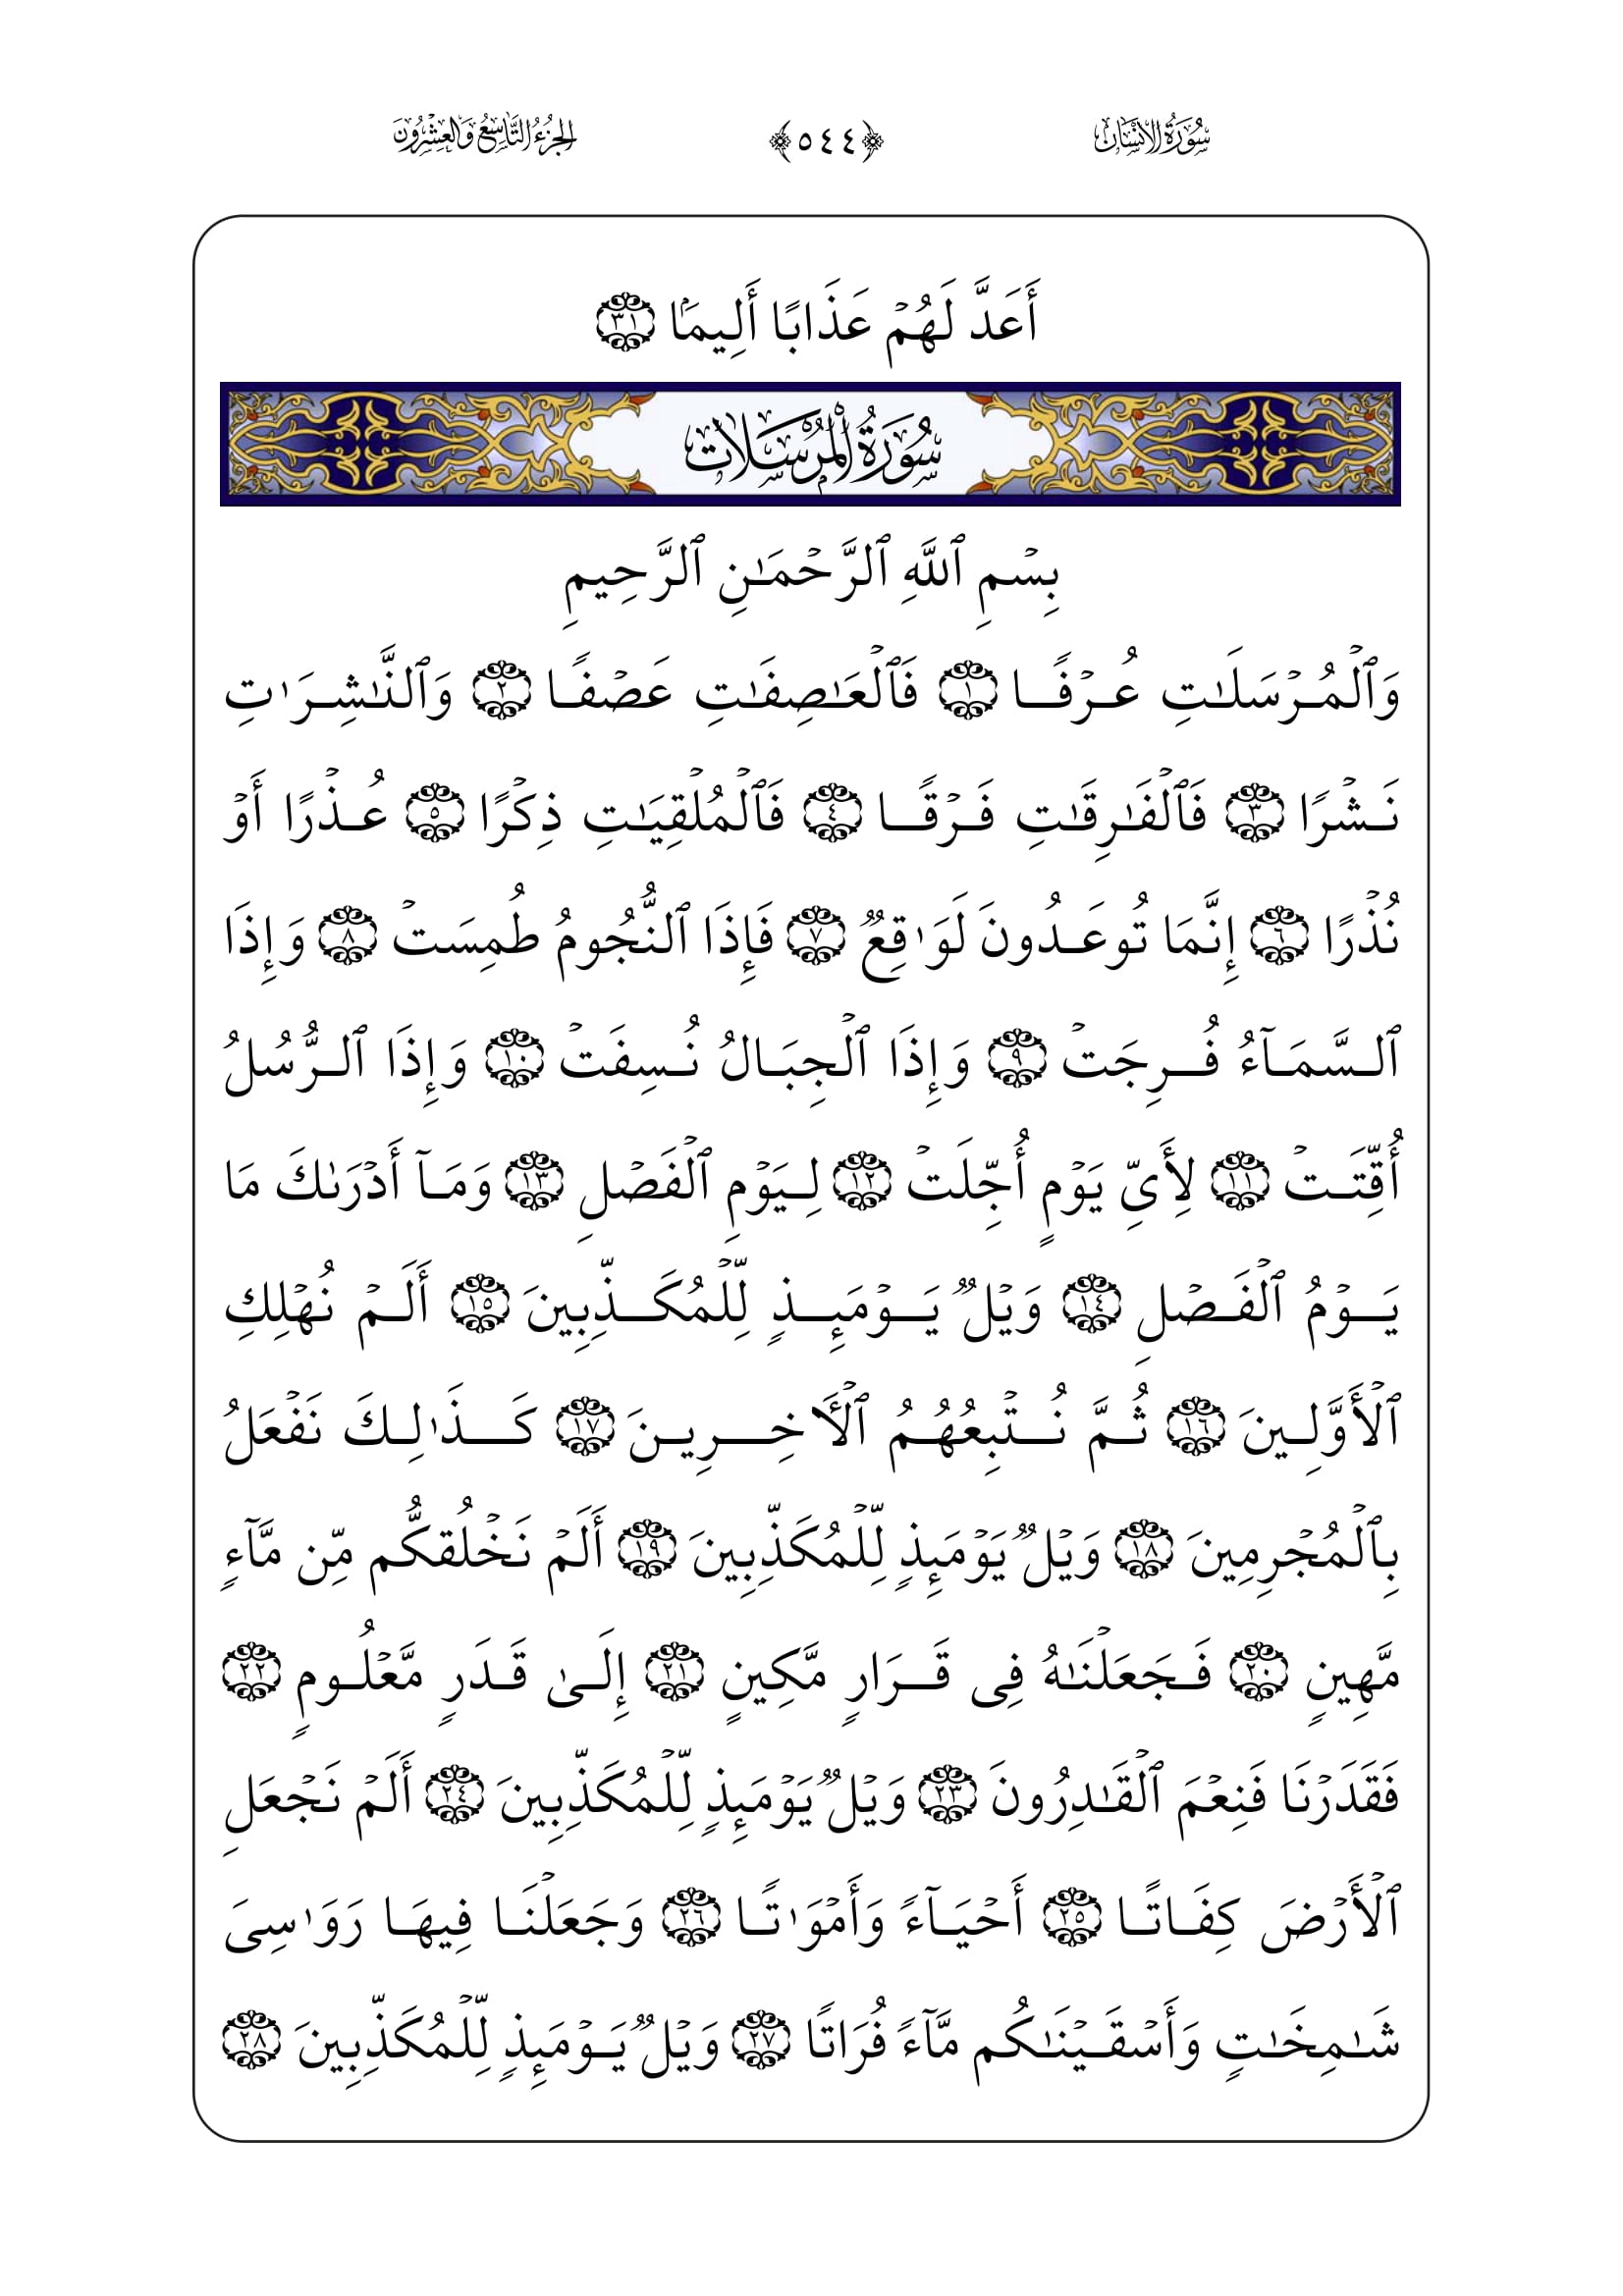 سُورَةُ الإِنْسَان ﴿٥٤٤﴾ الجُزْءُ التَّاسِعُ وَالعِشْرُونَ
أَعَدَّ لَهُمۡ عَذَابًا أَلِيمَۢا ٣١
سُورَةُ الْمُرْسَلَات
بِسۡمِ ٱللَّهِ ٱلرَّحۡمَٰنِ ٱلرَّحِيمِ
وَٱلۡمُرۡسَلَٰتِ عُرۡفًا ١ فَٱلۡعَٰصِفَٰتِ عَصۡفًا ٢ وَٱلنَّٰشِرَٰتِ
نَشۡرًا ٣ فَٱلۡفَٰرِقَٰتِ فَرۡقًا ٤ فَٱلۡمُلۡقِيَٰتِ ذِكۡرًا ٥ عُذۡرًا أَوۡ
نُذۡرًا ٦ إِنَّمَا تُوعَدُونَ لَوَٰقِعٞ ٧ فَإِذَا ٱلنُّجُومُ طُمِسَتۡ ٨ وَإِذَا
ٱلسَّمَآءُ فُرِجَتۡ ٩ وَإِذَا ٱلۡجِبَالُ نُسِفَتۡ ١٠ وَإِذَا ٱلرُّسُلُ
أُقِّتَتۡ ١١ لِأَيِّ يَوۡمٍ أُجِّلَتۡ ١٢ لِيَوۡمِ ٱلۡفَصۡلِ ١٣ وَمَآ أَدۡرَىٰكَ مَا
يَوۡمُ ٱلۡفَصۡلِ ١٤ وَيۡلٞ يَوۡمَئِذٍ لِّلۡمُكَذِّبِينَ ١٥ أَلَمۡ نُهۡلِكِ
ٱلۡأَوَّلِينَ ١٦ ثُمَّ نُتۡبِعُهُمُ ٱلۡأٓخِرِينَ ١٧ كَذَٰلِكَ نَفۡعَلُ
بِٱلۡمُجۡرِمِينَ ١٨ وَيۡلٞ يَوۡمَئِذٍ لِّلۡمُكَذِّبِينَ ١٩ أَلَمۡ نَخۡلُقكُّم مِّن مَّآءٍ
مَّهِينٍ ٢٠ فَجَعَلۡنَٰهُ فِى قَرَارٍ مَّكِينٍ ٢١ إِلَىٰ قَدَرٍ مَّعۡلُومٍ ٢٢
فَقَدَرۡنَا فَنِعۡمَ ٱلۡقَٰدِرُونَ ٢٣ وَيۡلٞ يَوۡمَئِذٍ لِّلۡمُكَذِّبِينَ ٢٤ أَلَمۡ نَجۡعَلِ
ٱلۡأَرۡضَ كِفَاتًا ٢٥ أَحۡيَآءً وَأَمۡوَٰتًا ٢٦ وَجَعَلۡنَا فِيهَا رَوَٰسِىَ
شَٰمِخَٰتٍ وَأَسۡقَيۡنَٰكُم مَّآءً فُرَاتًا ٢٧ وَيۡلٞ يَوۡمَئِذٍ لِّلۡمُكَذِّبِينَ ٢٨